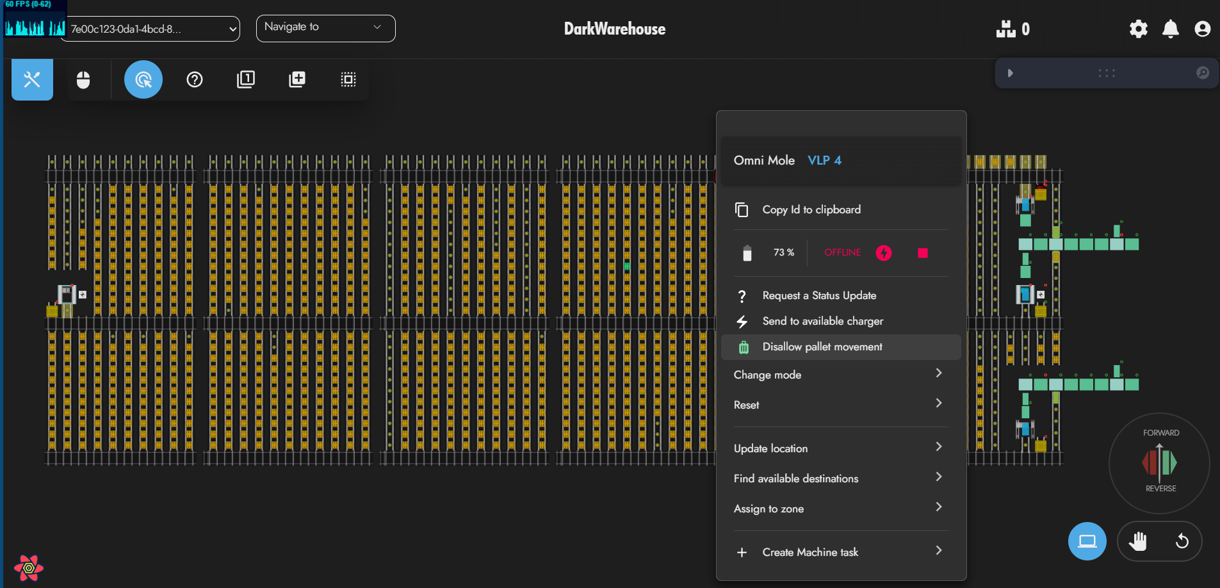 60 FPS (0-62)
7e00c123-0da1-4bcd-8...
Navigate to
DarkWarehouse
0
1
Omni Mole VLP 4
Copy Id to clipboard
73 % OFFLINE
Request a Status Update
Send to available charger
Disallow pallet movement
Change mode
Reset
Update location
Find available destinations
Assign to zone
Create Machine task
FORWARD
REVERSE